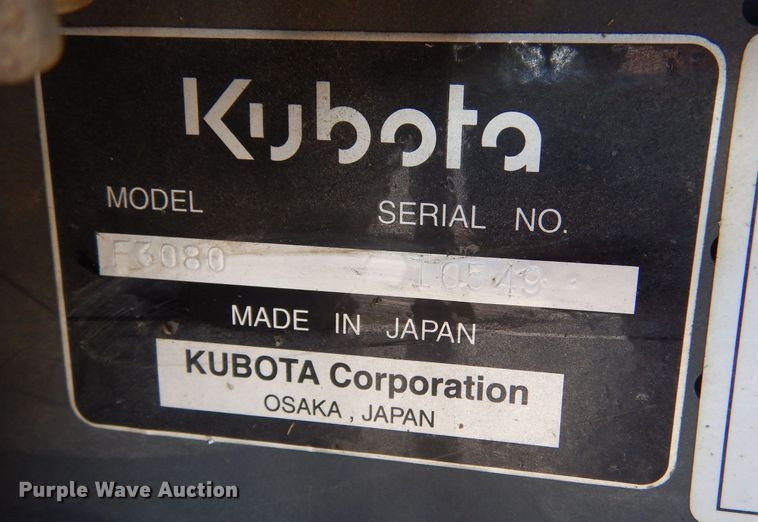 Kubota
MODEL SERIAL NO.
F3080 10549
MADE IN JAPAN
KUBOTA Corporation
OSAKA , JAPAN
Purple Wave Auction